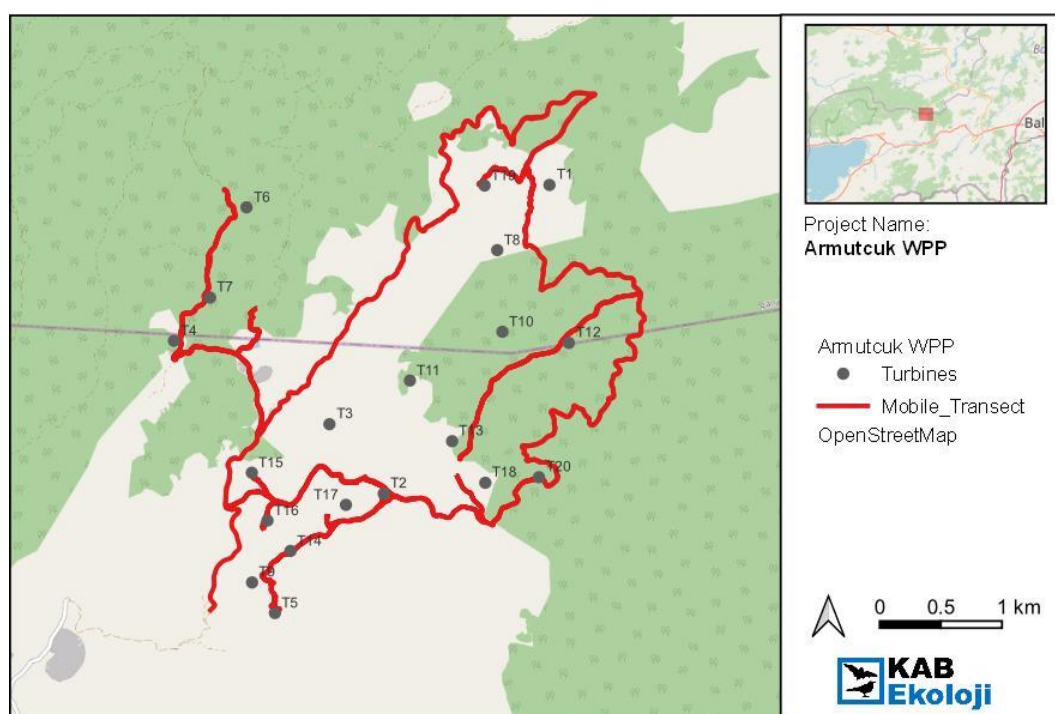 T6
T19
T1
T8
T7
T4
T10
T12
T11
T3
T13
T15
T2
T18
T20
T17
T16
T14
T9
T5
Bal
Project Name:
Armutcuk WPP
Armutcuk WPP
Turbines
Mobile_Transect
OpenStreetMap
0 0.5 1 km
KAB
Ekoloji